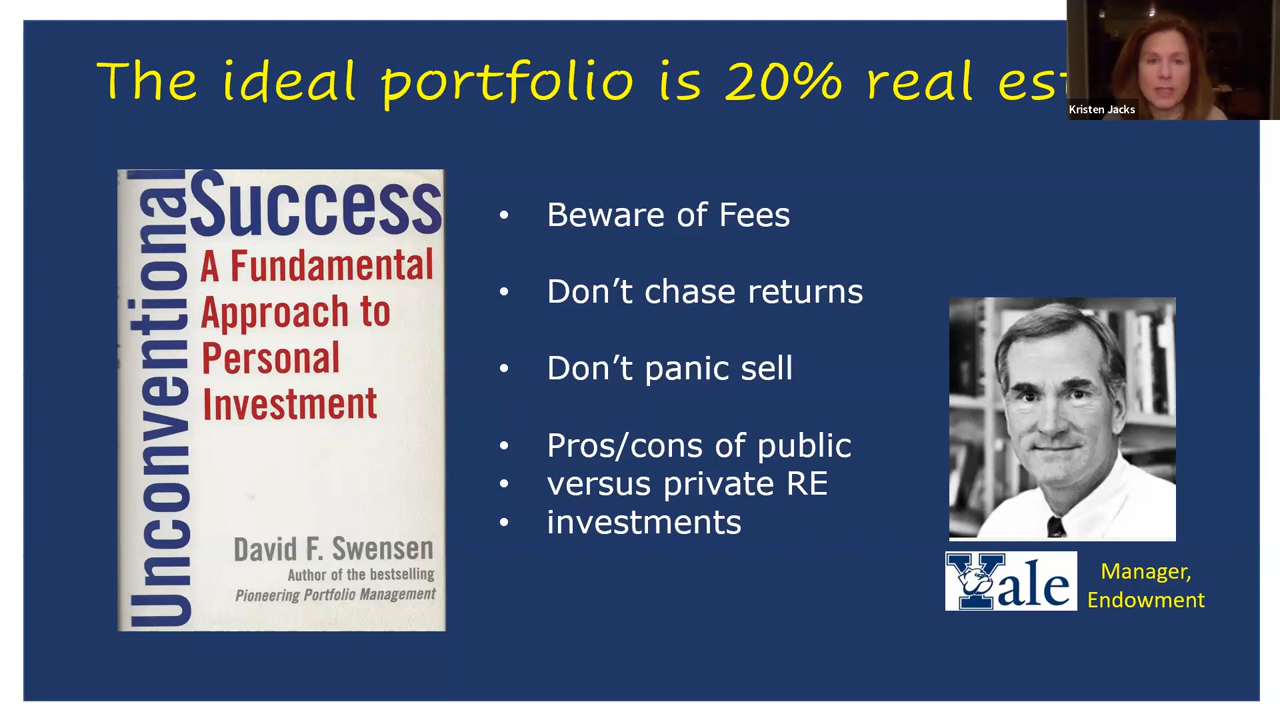 The ideal portfolio is 20% real est
Kristen Jacks
Unconventional
Success
A Fundamental
Approach to
Personal
Investment
David F. Swensen
Author of the bestselling
Pioneering Portfolio Management
• Beware of Fees
• Don’t chase returns
• Don’t panic sell
• Pros/cons of public
• versus private RE
• investments
Yale
Manager,
Endowment